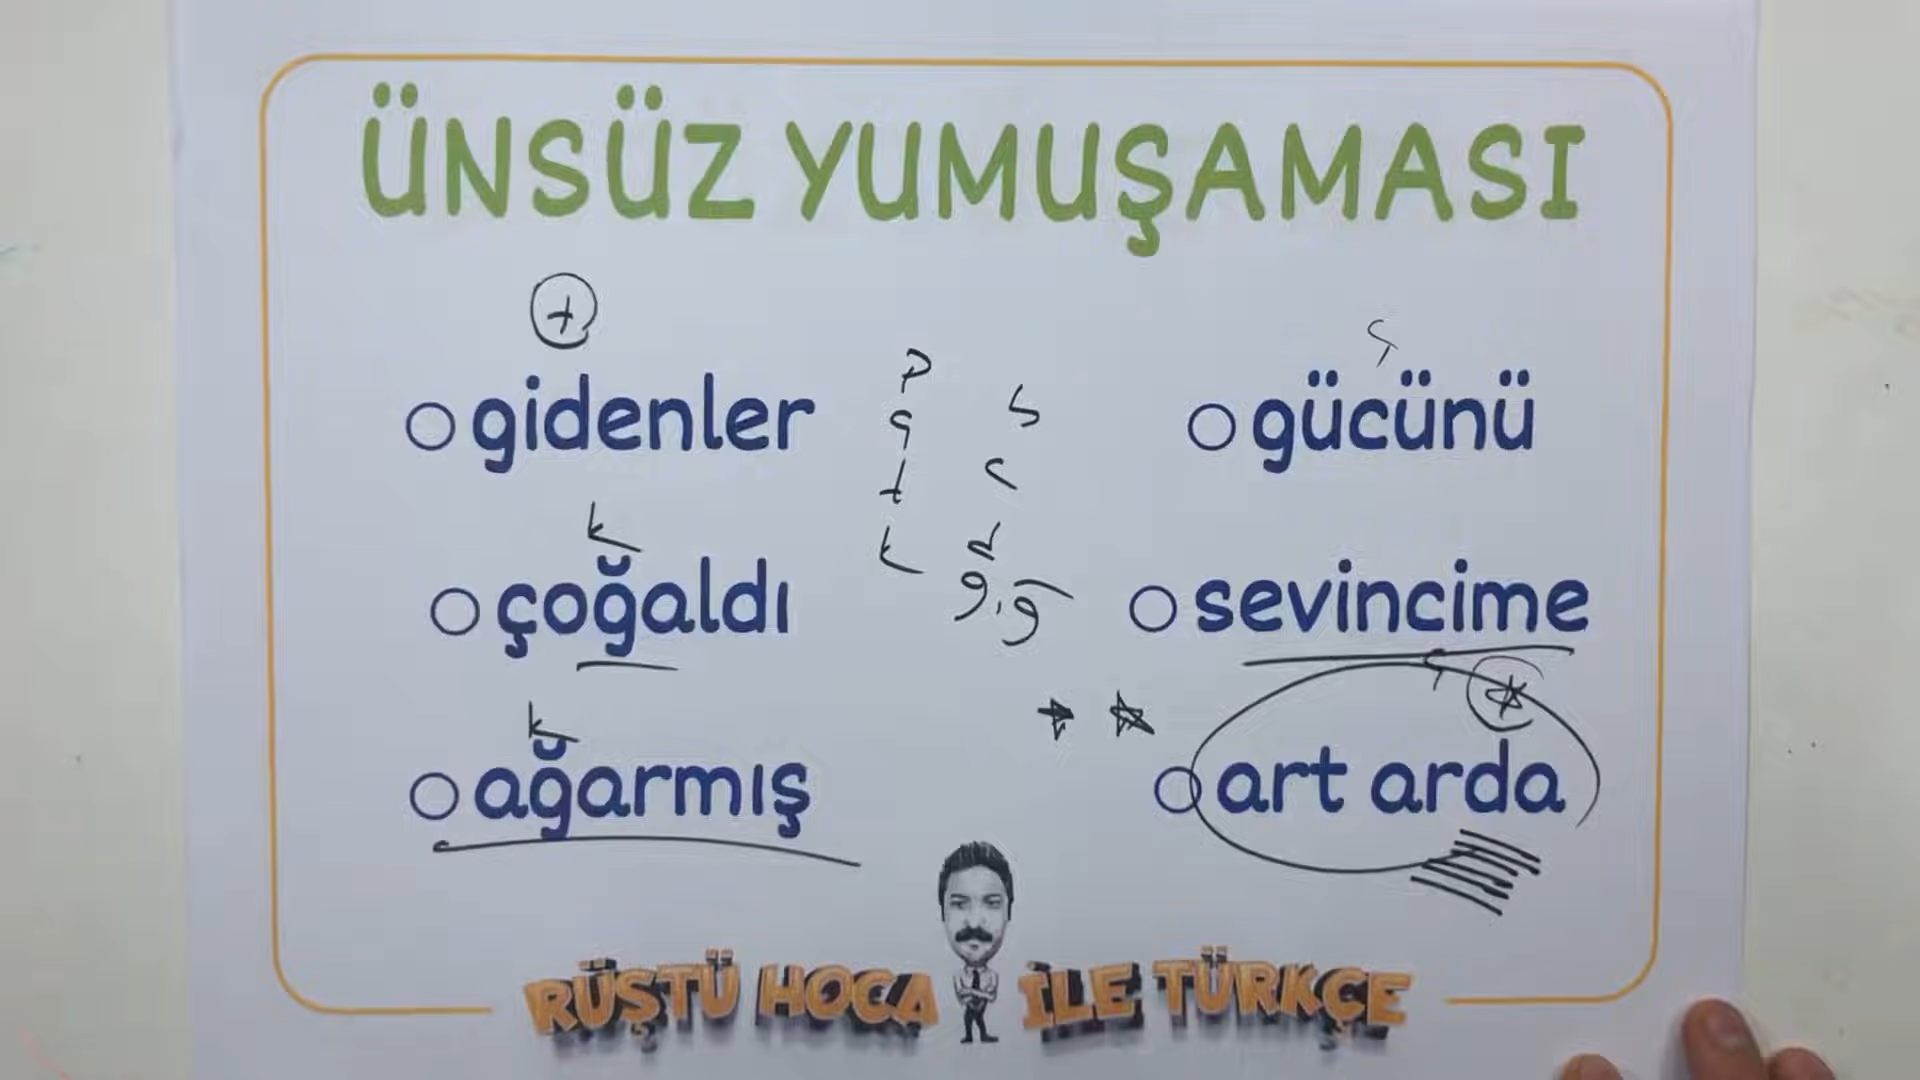 ÜNSÜZ YUMUŞAMASI
t
ç
gidenler
gücünü
p
ç
t
k
b
c
d
g, ğ
k
çoğaldı
sevincime
ç
k
ağarmış
art arda
RÜŞTÜ HOCA İLE TÜRKÇE